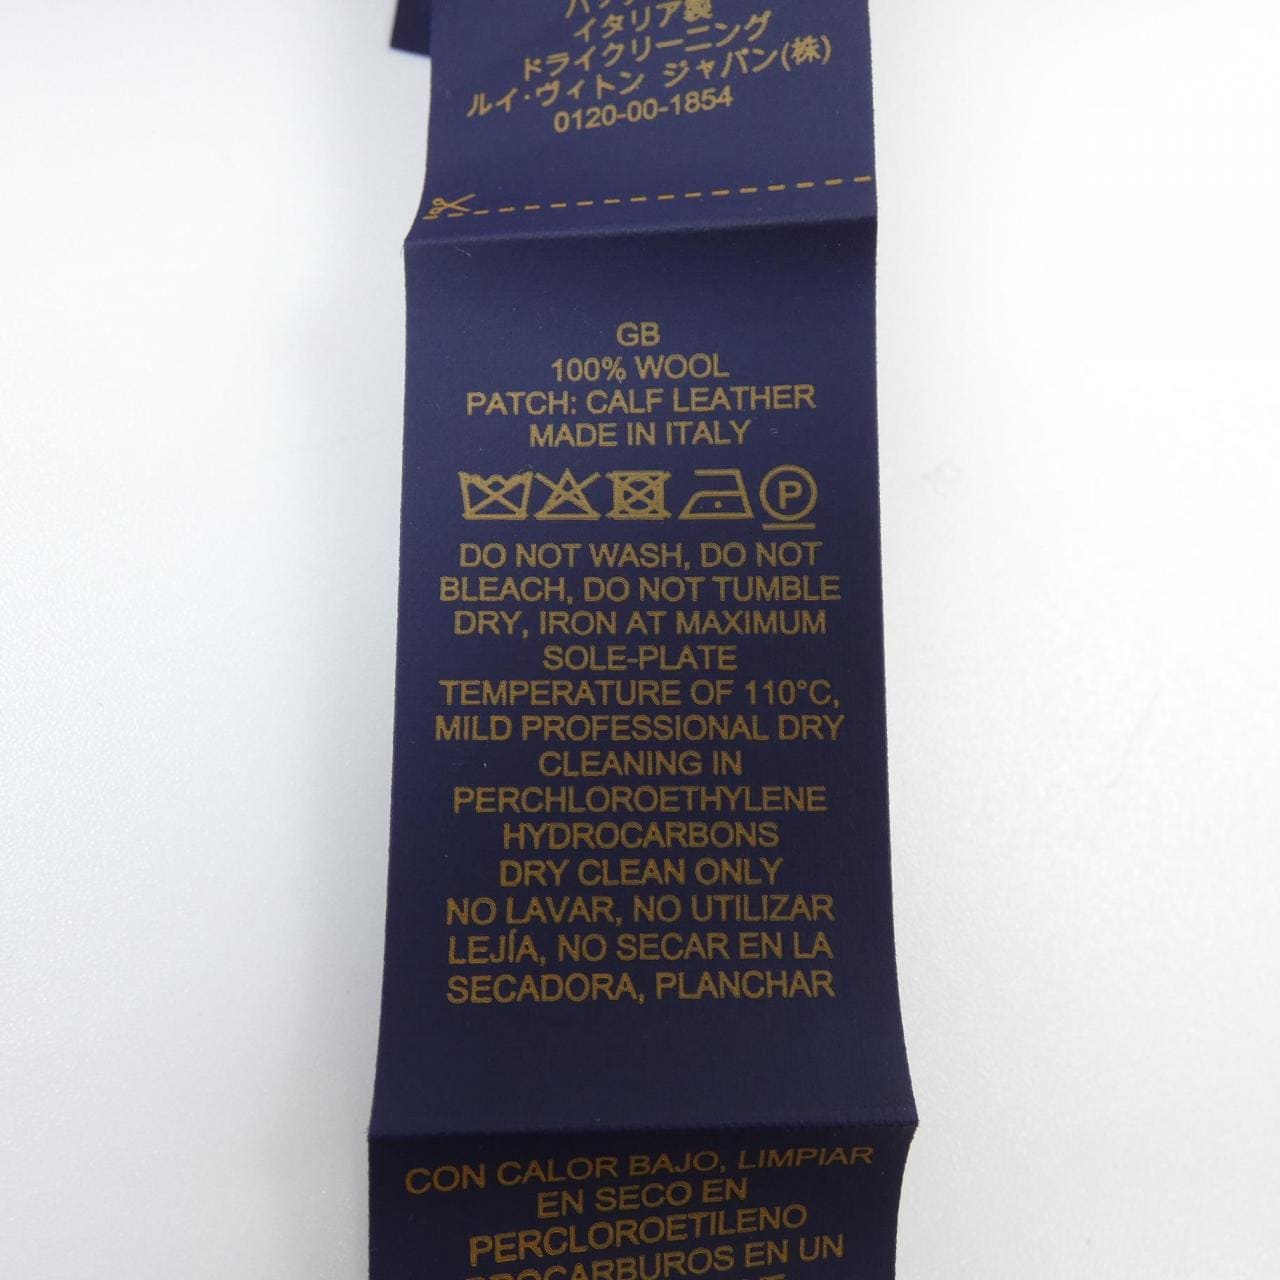 イタリア製
ドライクリーニング
ルイ・ヴィトン ジャパン(株)
0120-00-1854
GB
100% WOOL
PATCH: CALF LEATHER
MADE IN ITALY
P
DO NOT WASH, DO NOT
BLEACH, DO NOT TUMBLE
DRY, IRON AT MAXIMUM
SOLE-PLATE
TEMPERATURE OF 110°C,
MILD PROFESSIONAL DRY
CLEANING IN
PERCHLOROETHYLENE
HYDROCARBONS
DRY CLEAN ONLY
NO LAVAR, NO UTILIZAR
LEJÍA, NO SECAR EN LA
SECADORA, PLANCHAR
CON CALOR BAJO, LIMPIAR
EN SECO EN
PERCLOROETILENO
EN UN